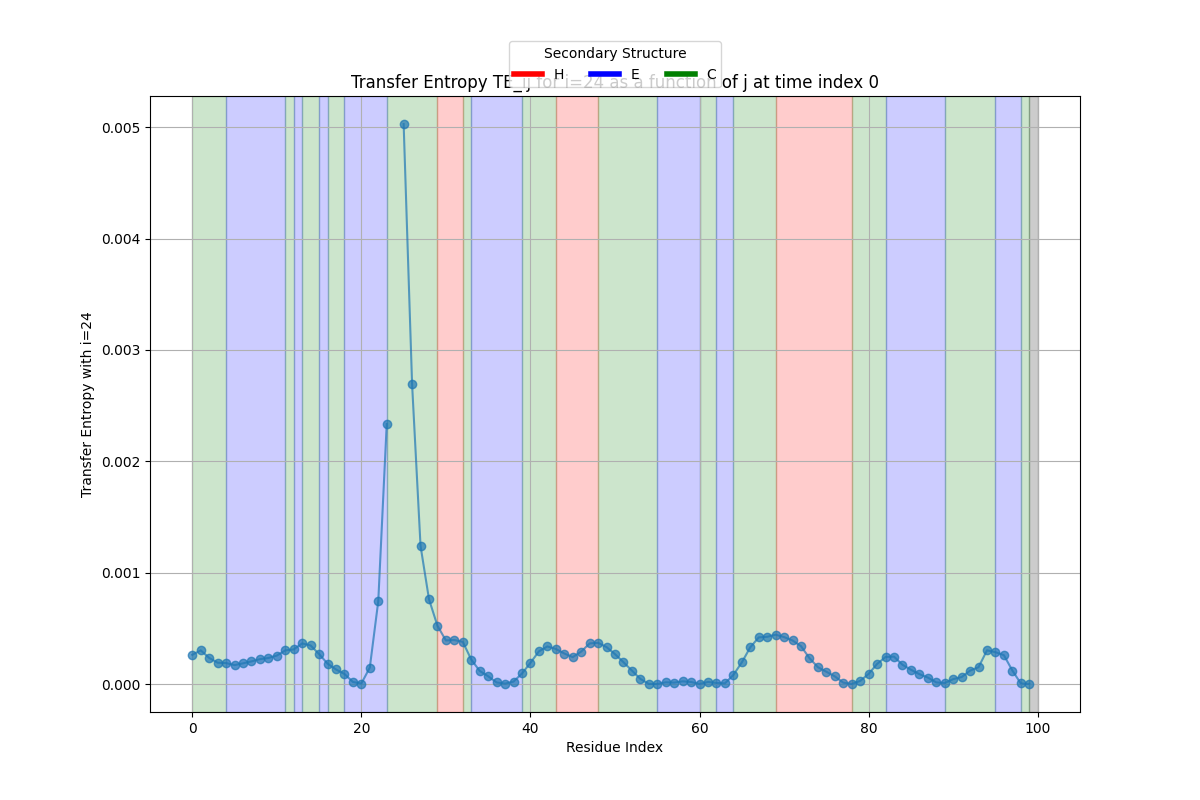 Secondary Structure
H E C
Transfer Entropy TE_ij for i=24 as a function of j at time index 0
Transfer Entropy with i=24
0.005
0.004
0.003
0.002
0.001
0.000
0 20 40 60 80 100
Residue Index